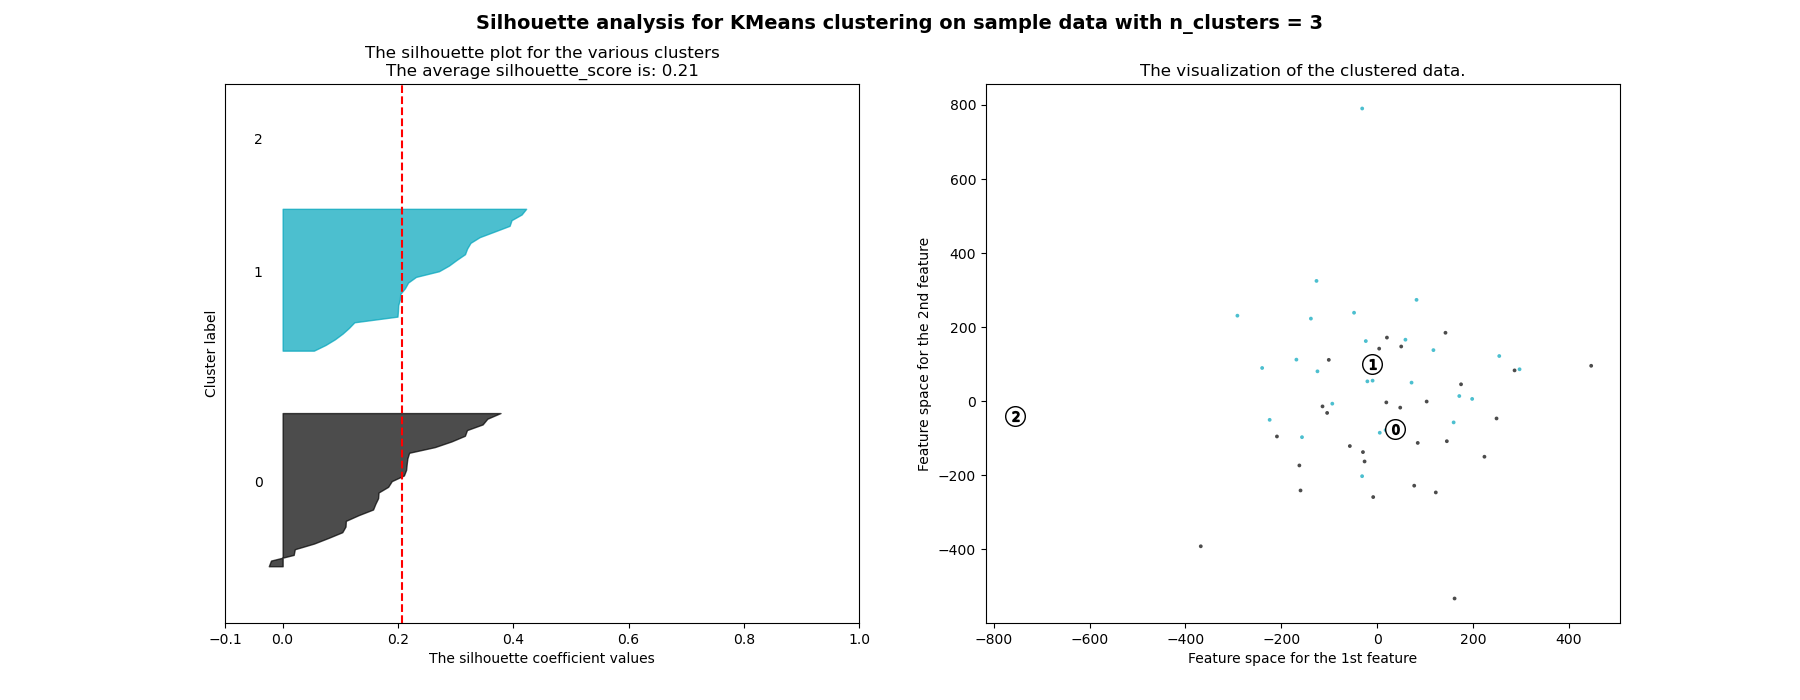 Silhouette analysis for KMeans clustering on sample data with n_clusters = 3
The silhouette plot for the various clusters
The average silhouette_score is: 0.21
2
1
0
Cluster label
−0.1 0.0 0.2 0.4 0.6 0.8 1.0
The silhouette coefficient values
The visualization of the clustered data.
800
600
400
200
0
−200
−400
Feature space for the 2nd feature
1
2
0
−800 −600 −400 −200 0 200 400
Feature space for the 1st feature